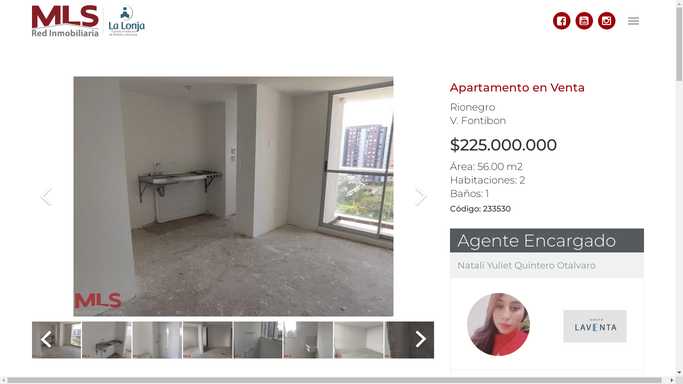 MLS
Red Inmobiliaria
La Lonja
Apartamento en Venta
Rionegro
V. Fontibon
$225.000.000
Área: 56.00 m2
Habitaciones: 2
Baños: 1
Código: 233530
Agente Encargado
Natali Yuliet Quintero Otalvaro
MLS
LAVENTA